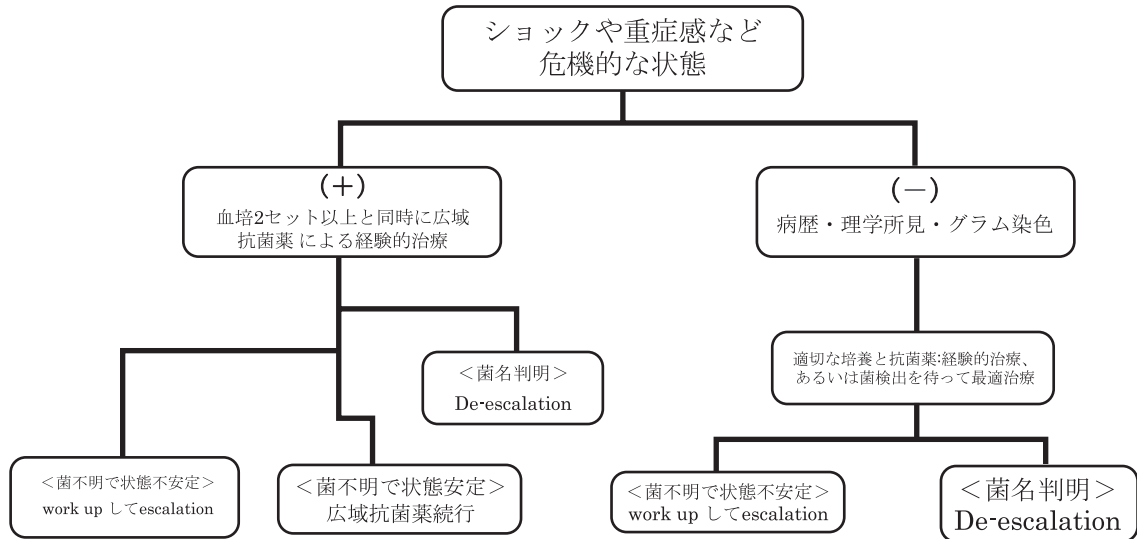 ショックや重症感など
危機的な状態
(+)
血培2セット以上と同時に広域
抗菌薬 による経験的治療
(−)
病歴・理学所見・グラム染色
＜菌名判明＞
De-escalation
適切な培養と抗菌薬:経験的治療、
あるいは菌検出を待って最適治療
＜菌不明で状態不安定＞
work up してescalation
＜菌不明で状態安定＞
広域抗菌薬続行
＜菌不明で状態不安定＞
work up してescalation
＜菌名判明＞
De-escalation